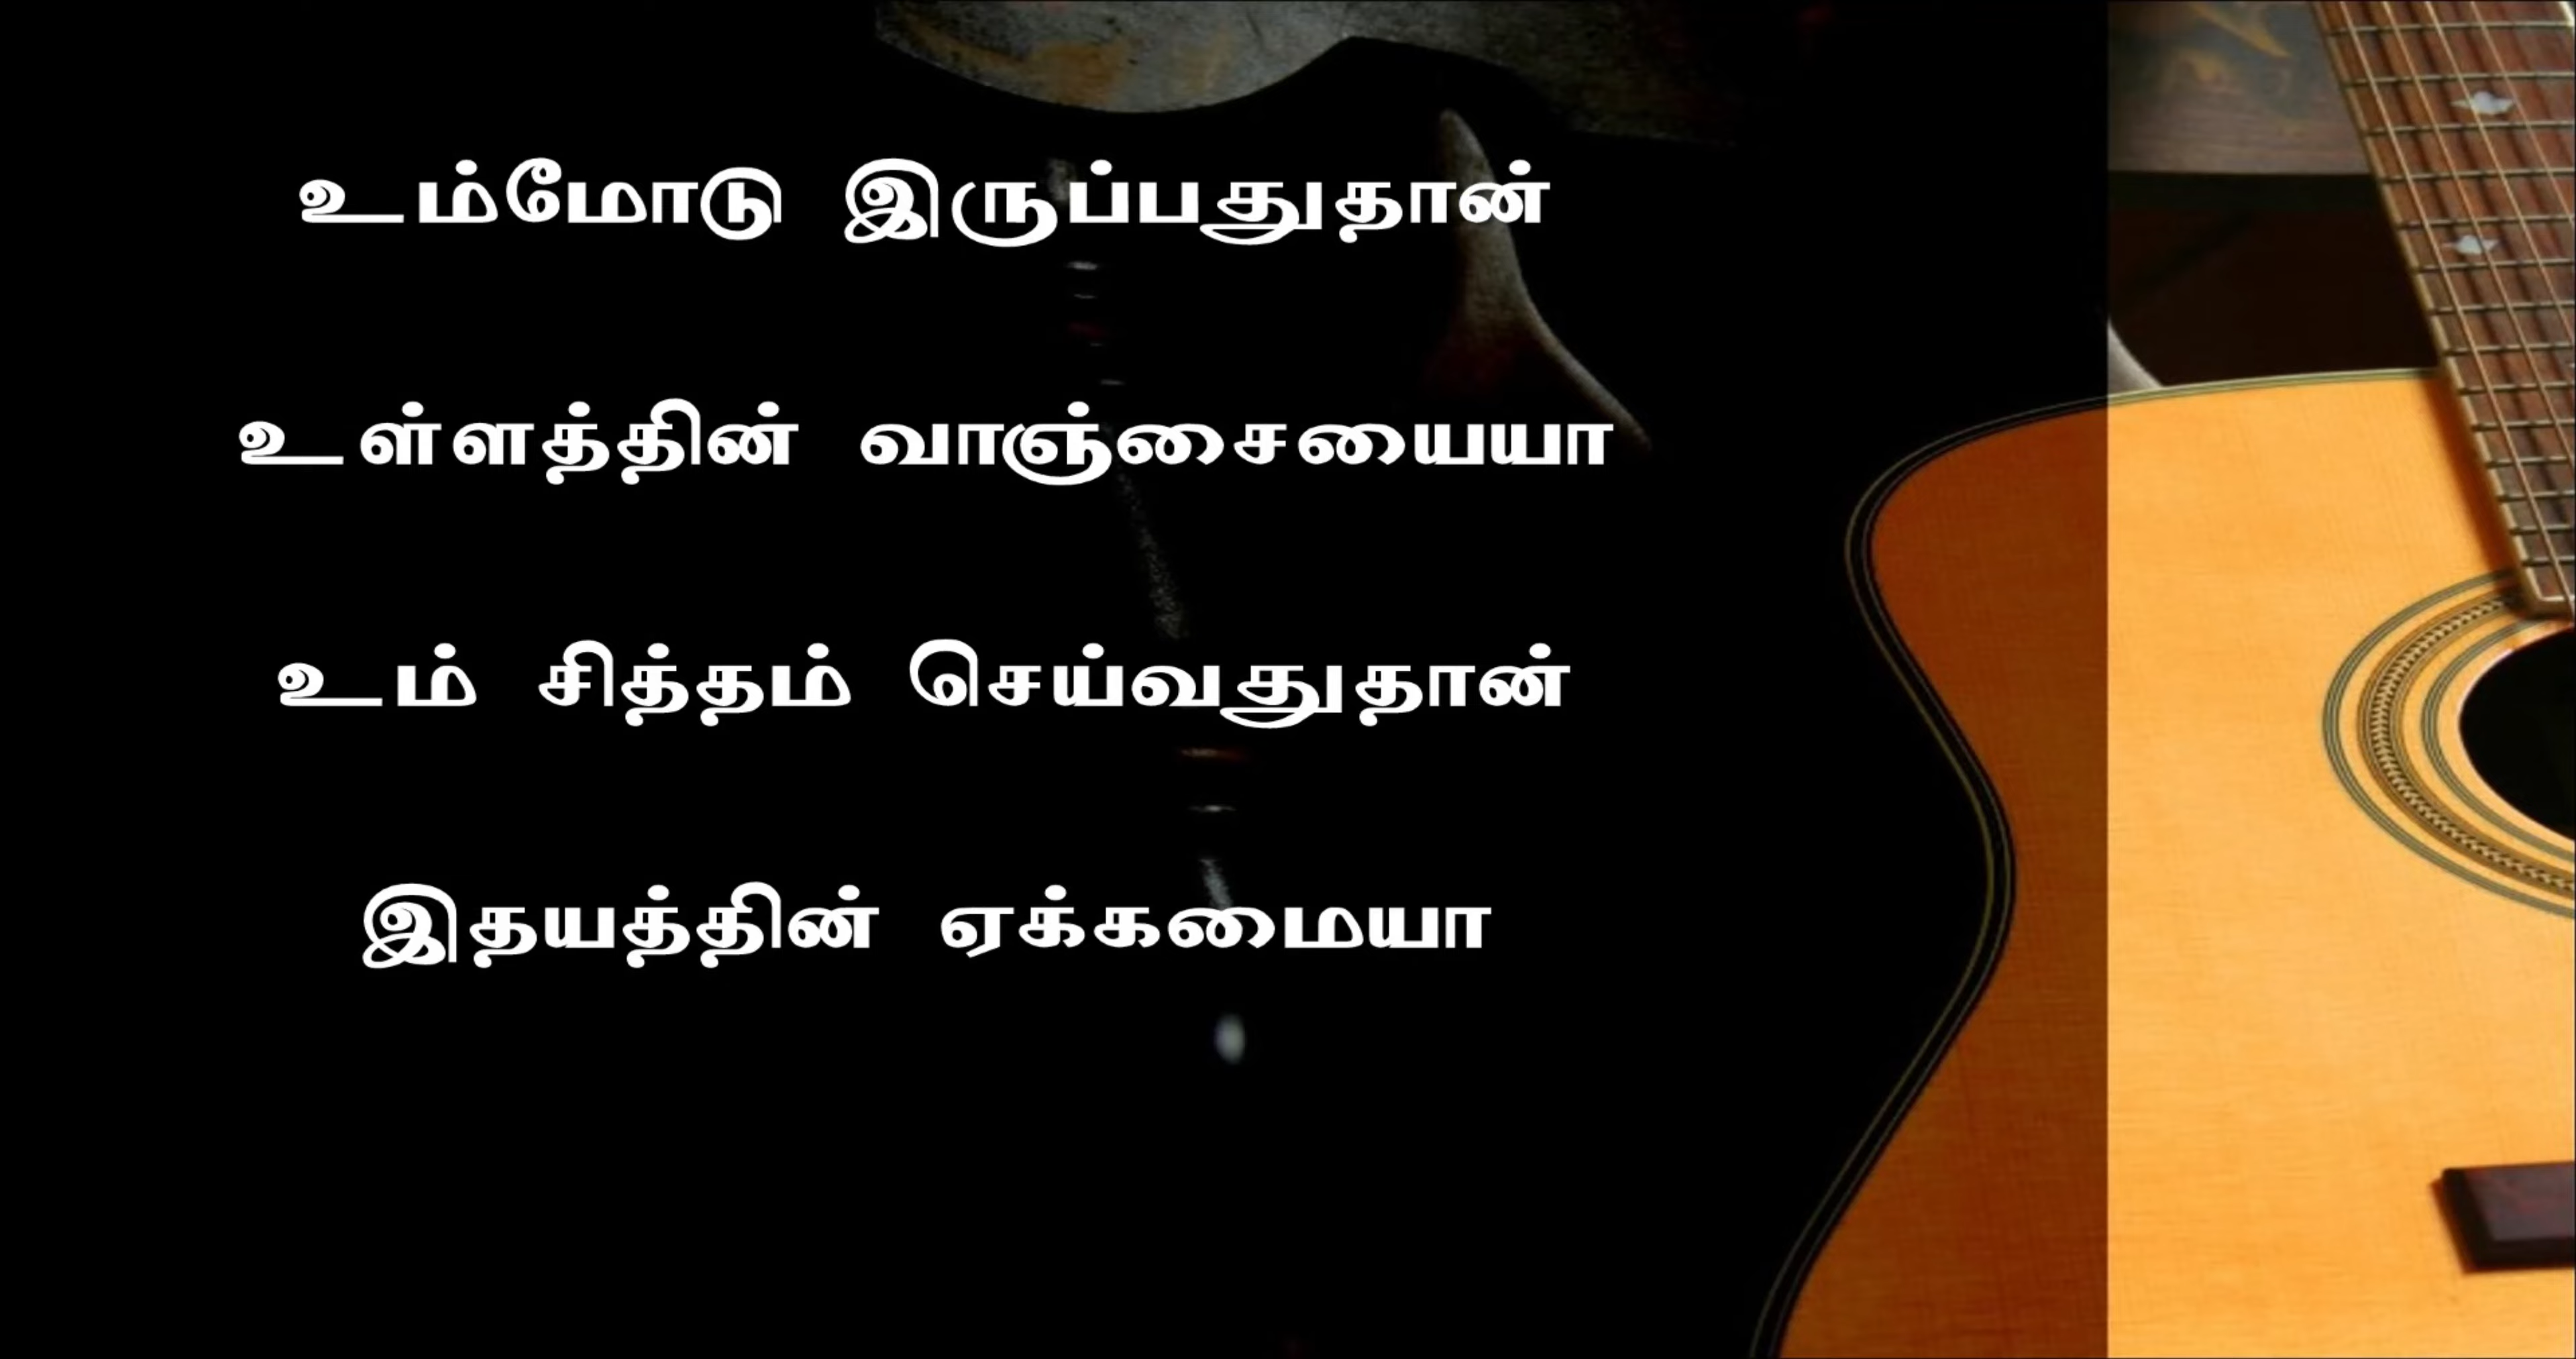 உம்மோடு இருப்பதுதான்
உள்ளத்தின் வாஞ்சையையா
உம் சித்தம் செய்வதுதான்
இதயத்தின் ஏக்கமையா